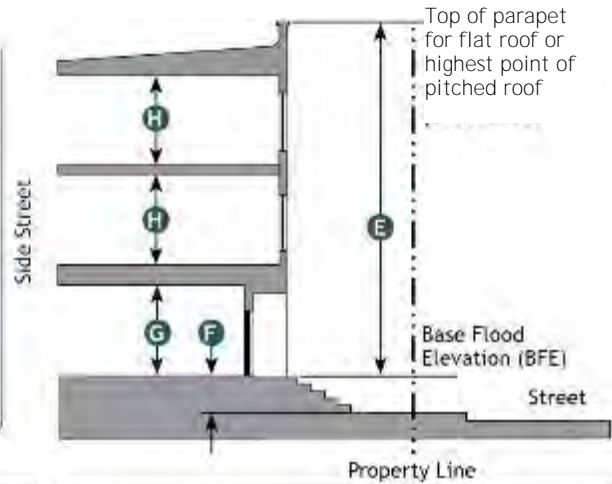 Top of parapet
for flat roof or
highest point of
pitched roof
H
Side Street
H
E
G
F
Base Flood
Elevation (BFE)
Street
Property Line